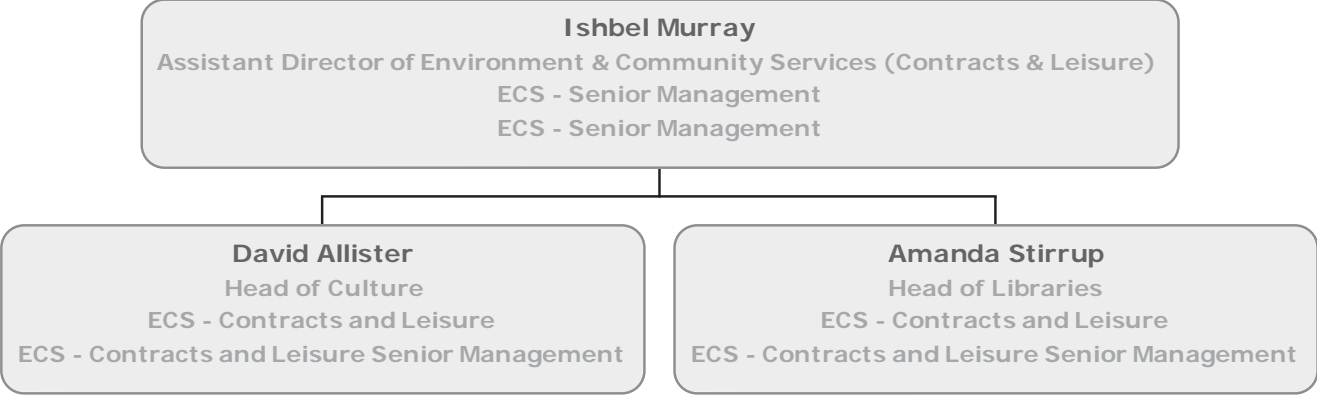 Ishbel Murray
Assistant Director of Environment & Community Services (Contracts & Leisure)
ECS - Senior Management
ECS - Senior Management
David Allister
Head of Culture
ECS - Contracts and Leisure
ECS - Contracts and Leisure Senior Management
Amanda Stirrup
Head of Libraries
ECS - Contracts and Leisure
ECS - Contracts and Leisure Senior Management